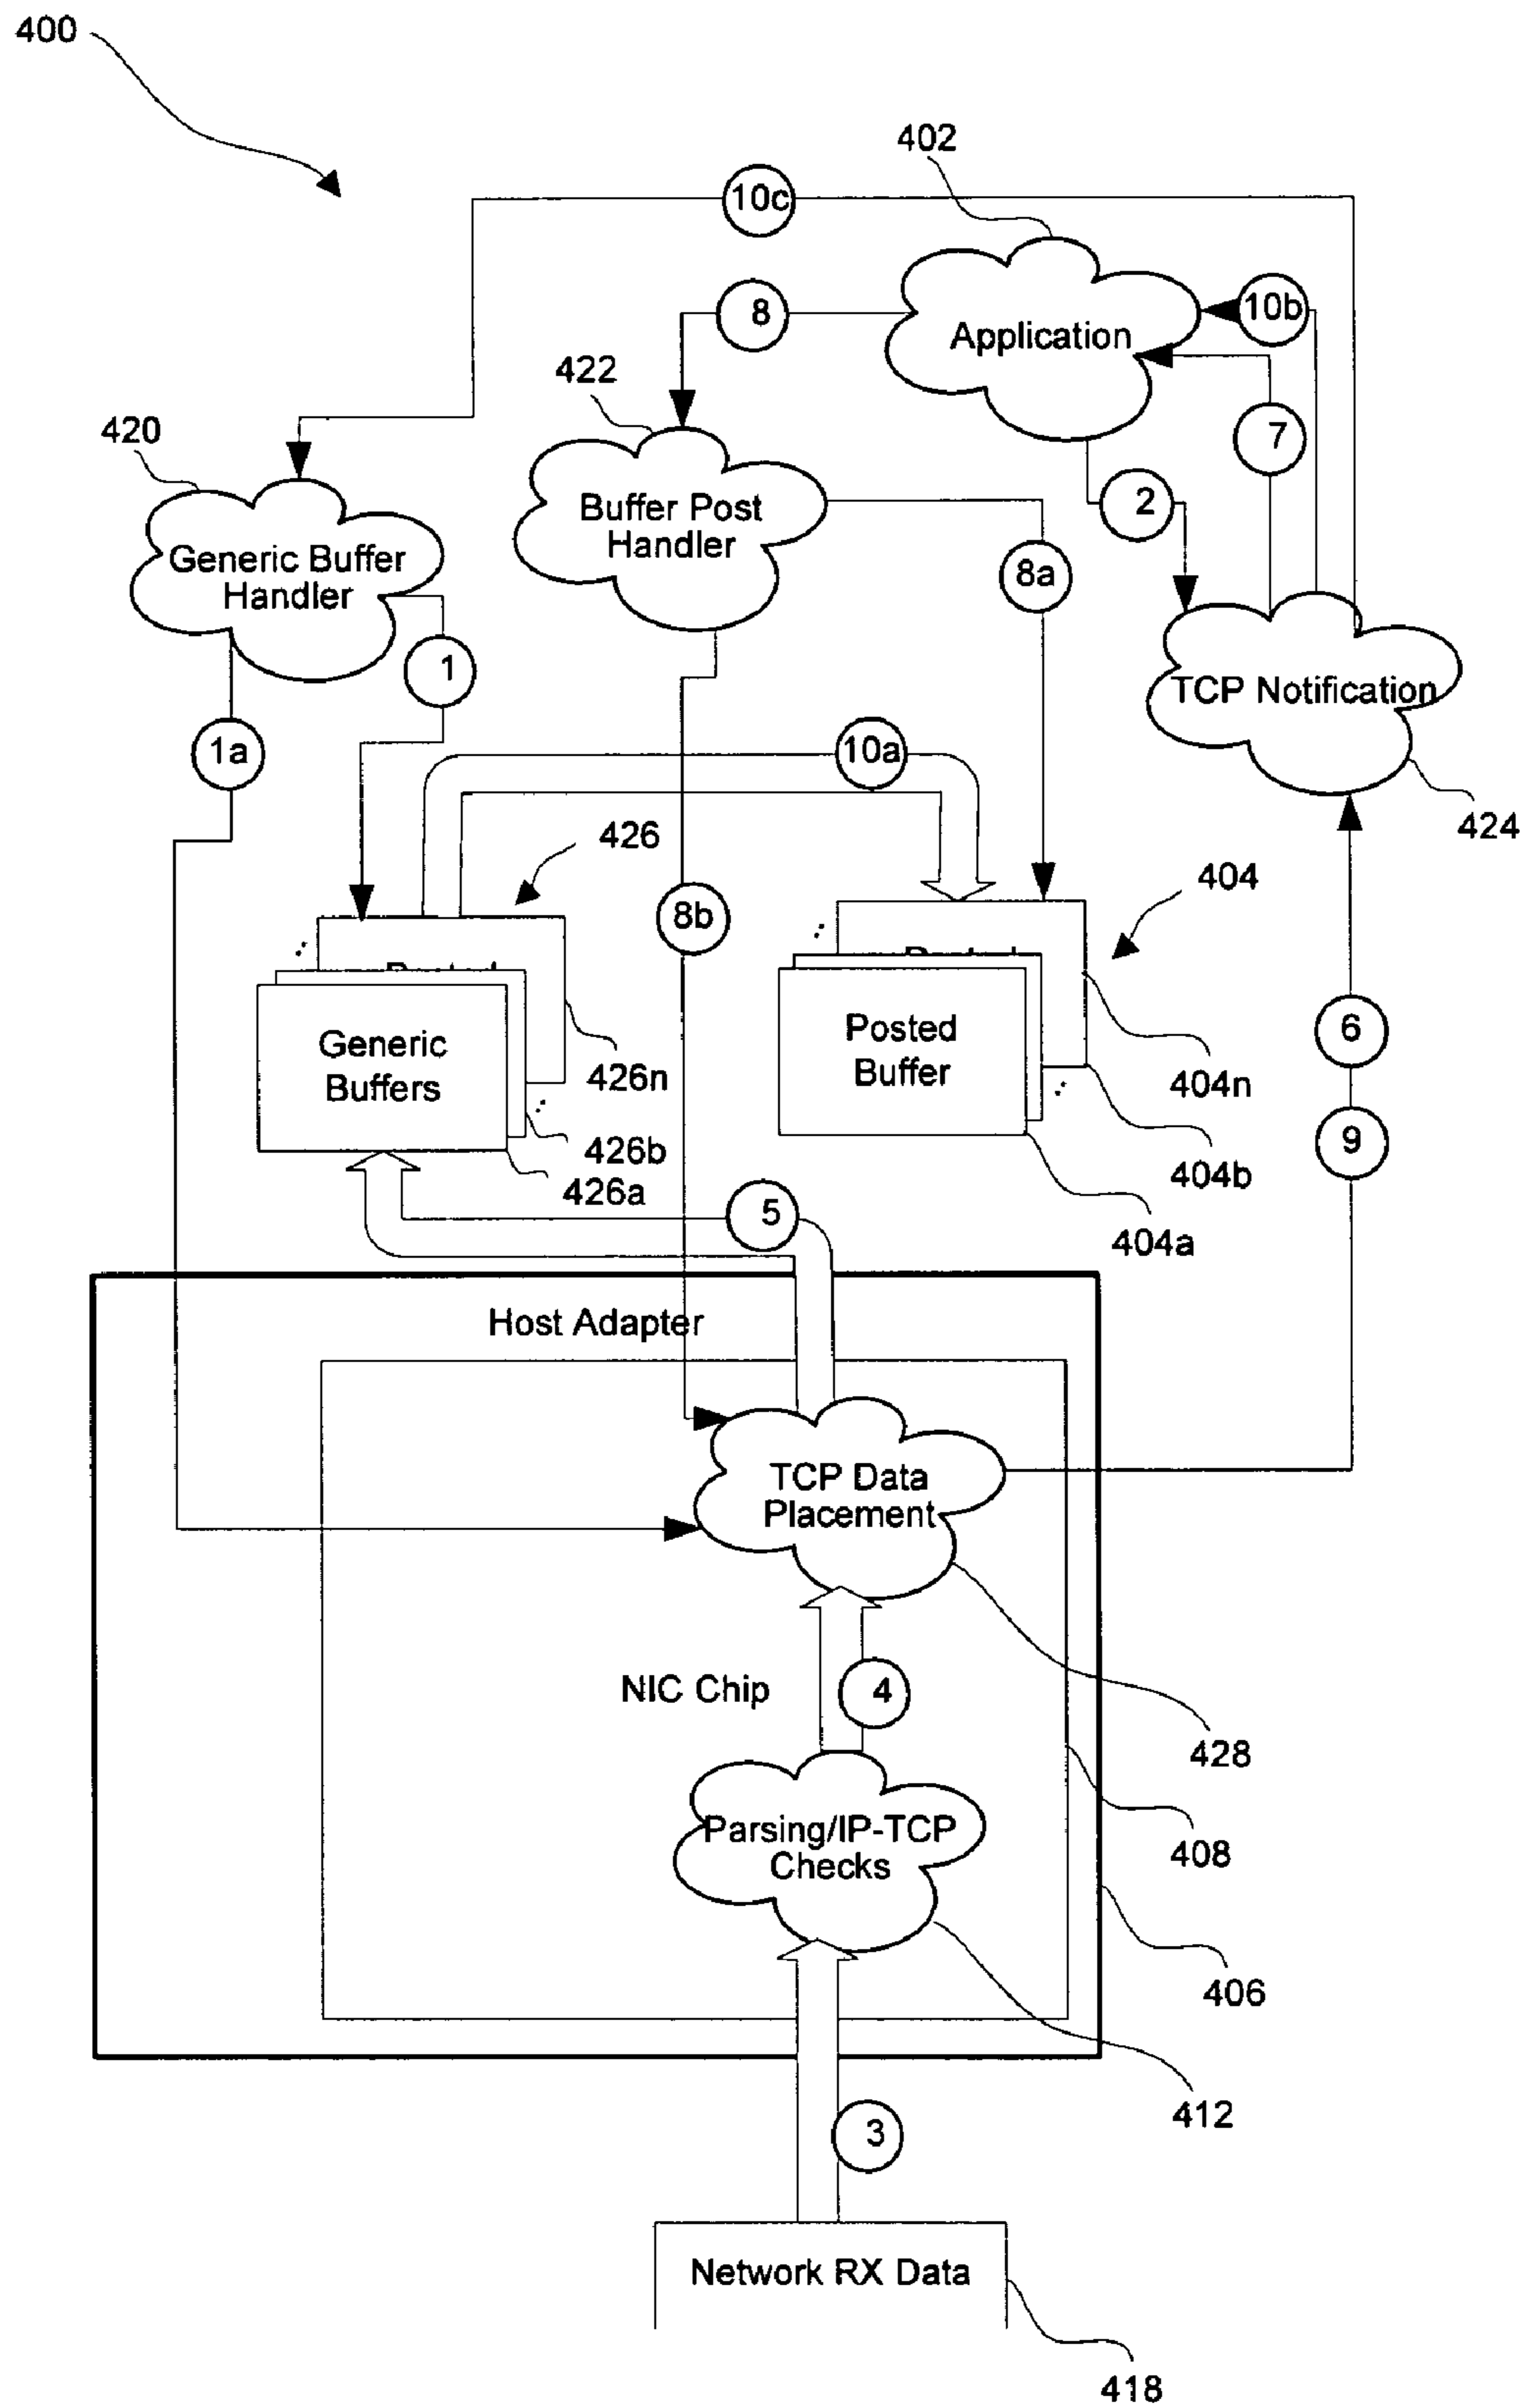 400
402
10c
8
Application
10b
422
7
420
2
Buffer Post
Handler
8a
Generic Buffer
Handler
1
TCP Notification
1a
10a
424
426
404
8b
6
Generic
Buffers
426n
Posted
Buffer
404n
9
426b
404b
426a
5
404a
Host Adapter
TCP Data
Placement
NIC Chip
4
428
Parsing/IP-TCP
Checks
408
406
412
3
Network RX Data
418